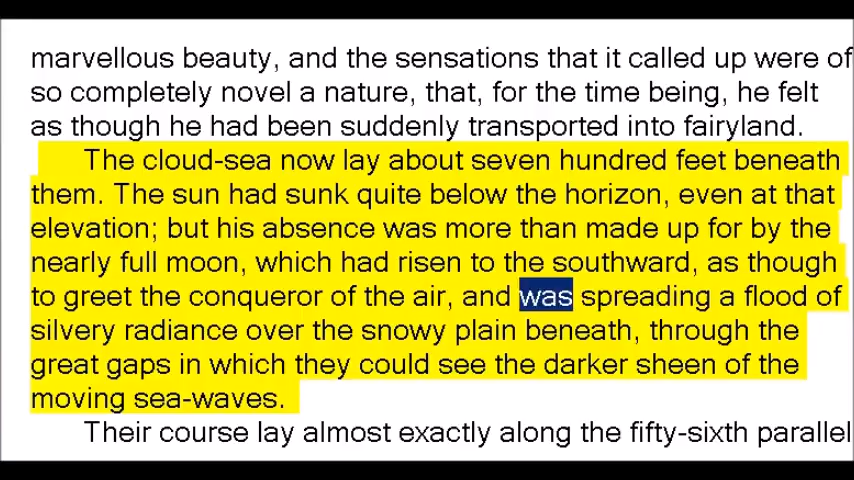 marvellous beauty, and the sensations that it called up were of
so completely novel a nature, that, for the time being, he felt
as though he had been suddenly transported into fairyland.
The cloud-sea now lay about seven hundred feet beneath
them. The sun had sunk quite below the horizon, even at that
elevation; but his absence was more than made up for by the
nearly full moon, which had risen to the southward, as though
to greet the conqueror of the air, and was spreading a flood of
silvery radiance over the snowy plain beneath, through the
great gaps in which they could see the darker sheen of the
moving sea-waves.
Their course lay almost exactly along the fifty-sixth parallel